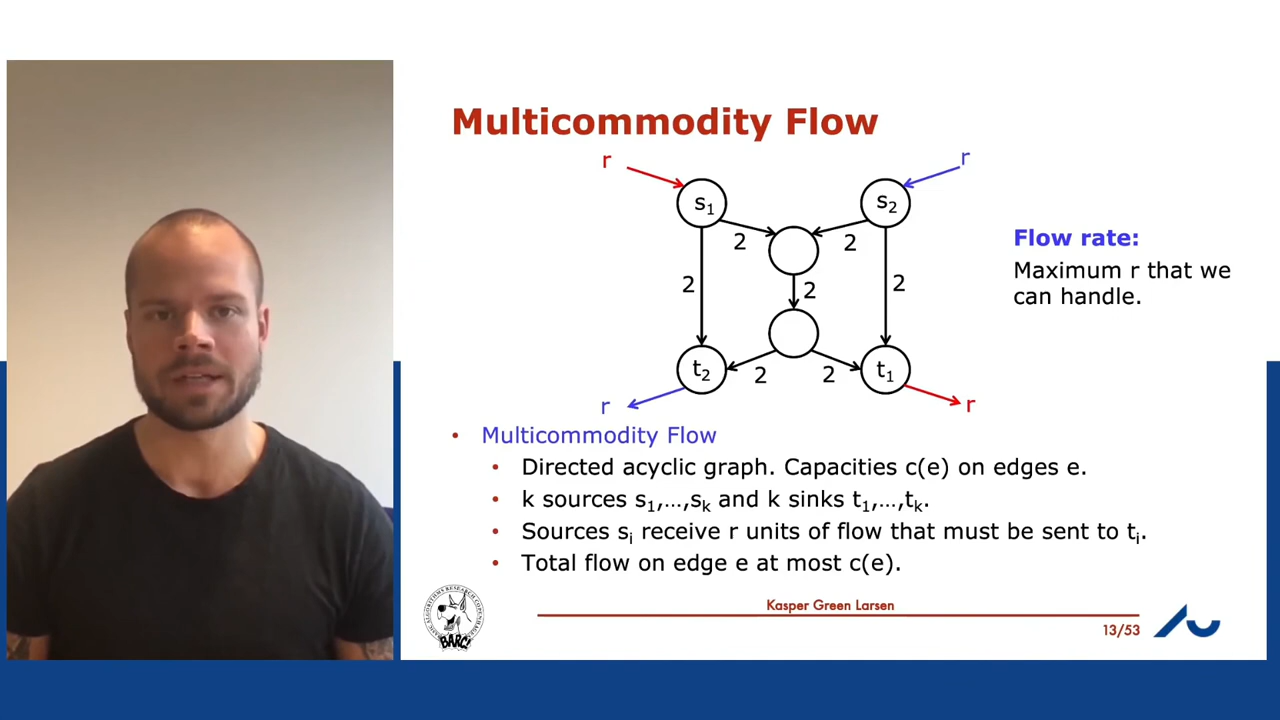 Multicommodity Flow
r
r
s1
s2
2
2
2
2
2
Flow rate:
Maximum r that we
can handle.
t2
2
2
t1
r
r
• Multicommodity Flow
• Directed acyclic graph. Capacities c(e) on edges e.
• k sources s1,...,sk and k sinks t1,...,tk.
• Sources si receive r units of flow that must be sent to ti.
• Total flow on edge e at most c(e).
BARC
Kasper Green Larsen
13/53